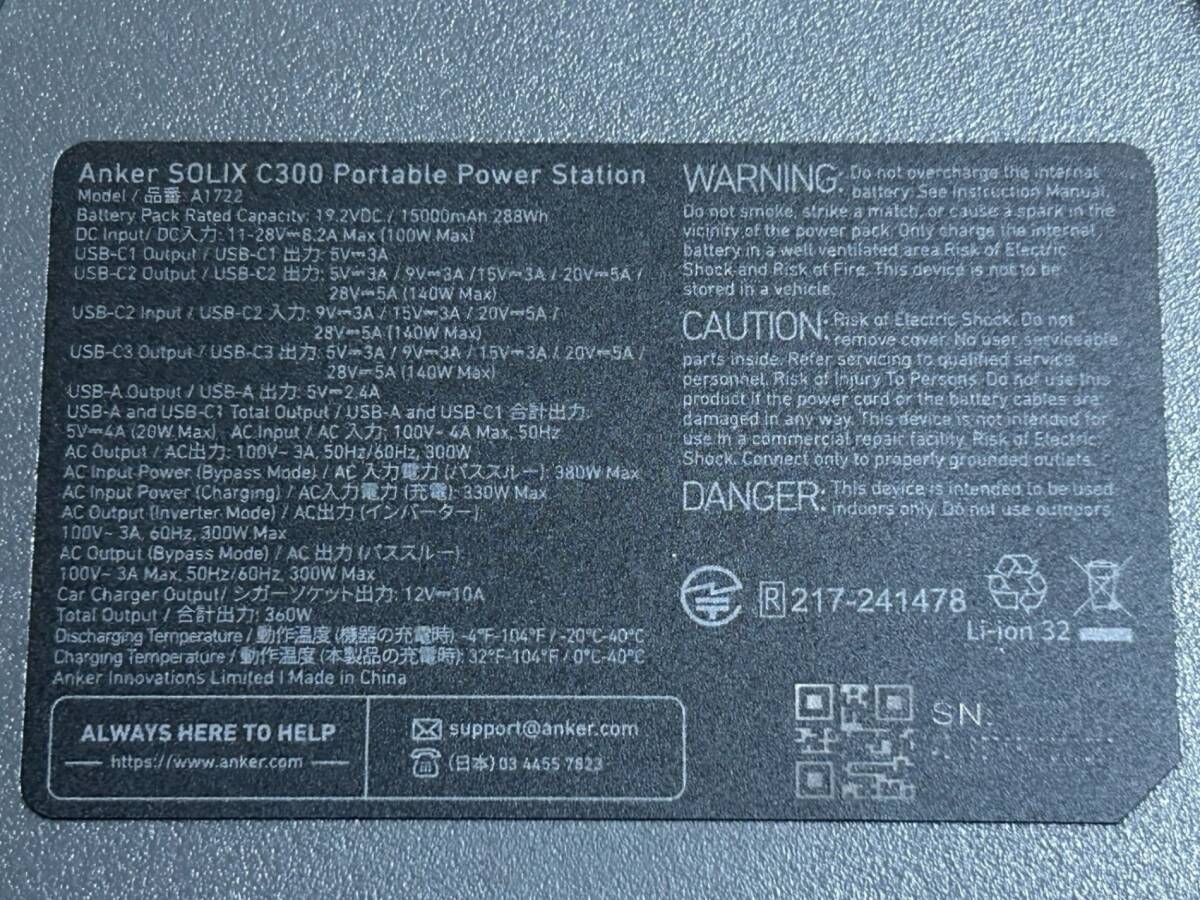 Anker SOLIX C300 Portable Power Station
Model / 品番: A1722
Battery Pack Rated Capacity: 19.2VDC / 15000mAh 288Wh
DC Input/ DC入力: 11-28V⎓8.2A Max (100W Max)
USB-C1 Output / USB-C1 出力: 5V⎓3A
USB-C2 Output / USB-C2 出力: 5V⎓3A / 9V⎓3A /15V⎓3A / 20V⎓5A /
28V⎓5A (140W Max)
USB-C2 Input / USB-C2 入力: 9V⎓3A / 15V⎓3A / 20V⎓5A /
28V⎓5A (140W Max)
USB-C3 Output / USB-C3 出力: 5V⎓3A / 9V⎓3A / 15V⎓3A / 20V⎓5A /
28V⎓5A (140W Max)
USB-A Output / USB-A 出力: 5V⎓2.4A
USB-A and USB-C1 Total Output / USB-A and USB-C1 合計出力:
5V⎓4A (20W Max) AC Input / AC 入力: 100V~ 4A Max, 50Hz
AC Output / AC出力: 100V~ 3A, 50Hz/60Hz, 300W
AC Input Power (Bypass Mode) / AC 入力電力 (パススルー): 380W Max
AC Input Power (Charging) / AC入力電力 (充電): 330W Max
AC Output (Inverter Mode) / AC出力 (インバーター):
100V~ 3A, 60Hz, 300W Max
AC Output (Bypass Mode) / AC 出力 (パススルー):
100V~ 3A Max, 50Hz/60Hz, 300W Max
Car Charger Output/ シガーソケット出力: 12V⎓10A
Total Output / 合計出力: 360W
Discharging Temperature / 動作温度 (機器の充電時): -4°F-104°F / -20°C-40°C
Charging Temperature / 動作温度 (本製品の充電時): 32°F-104°F / 0°C-40°C
Anker Innovations Limited | Made in China
ALWAYS HERE TO HELP
https://www.anker.com
support@anker.com
(日本) 03 4455 7823
WARNING: Do not overcharge the internal
battery. See Instruction Manual.
Do not smoke, strike a match, or cause a spark in the
vicinity of the power pack. Only charge the internal
battery in a well ventilated area. Risk of Electric
Shock and Risk of Fire. This device is not to be
stored in a vehicle.
CAUTION: Risk of Electric Shock. Do not
remove cover. No user serviceable
parts inside. Refer servicing to qualified service
personnel. Risk of Injury To Persons. Do not use this
product if the power cord or the battery cables are
damaged in any way. This device is not intended for
use in a commercial repair facility. Risk of Electric
Shock. Connect only to properly grounded outlets.
DANGER: This device is intended to be used
indoors only. Do not use outdoors.
R 217-241478
Li-ion 32
SN: